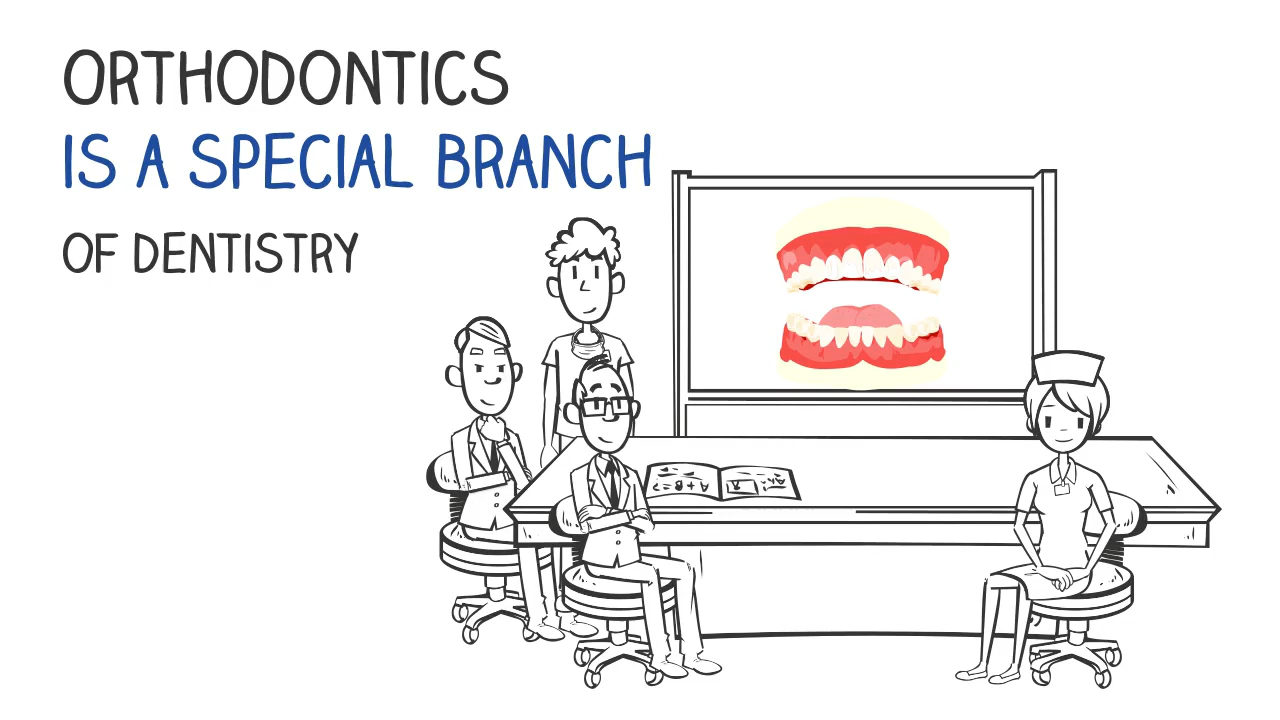 ORTHODONTICS
IS A SPECIAL BRANCH
OF DENTISTRY